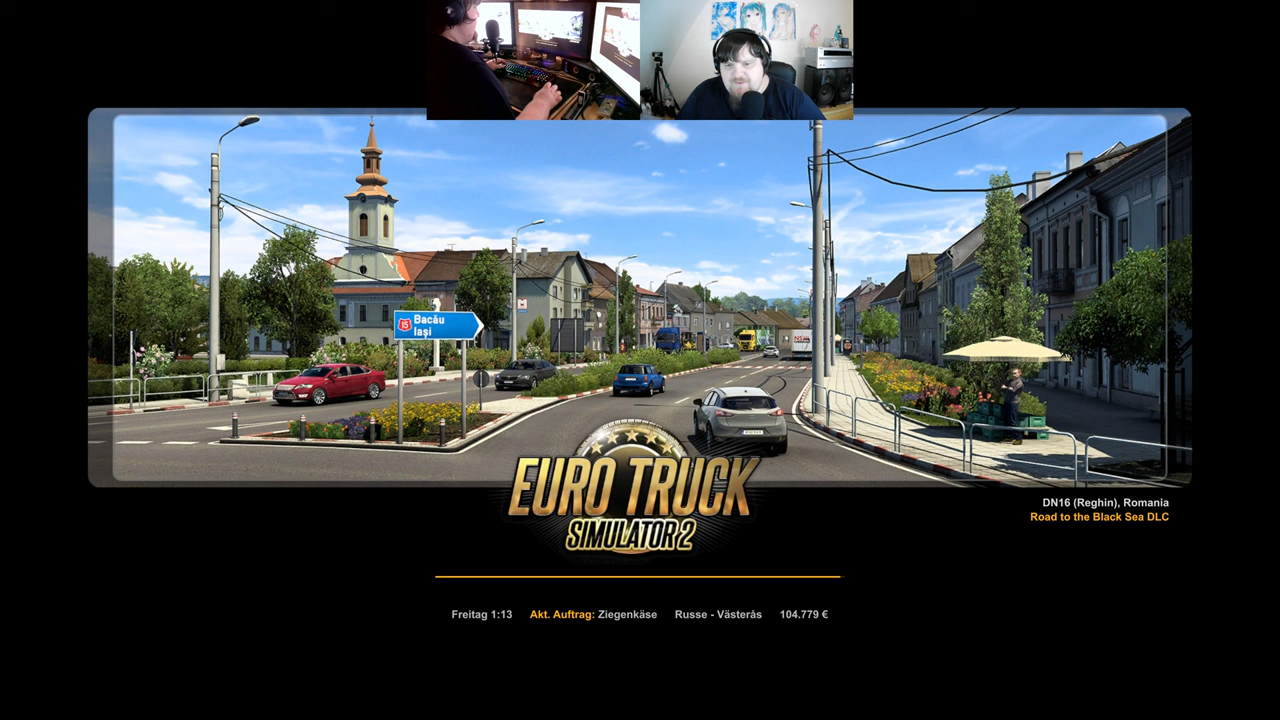 15
Bacău
Iași
EURO TRUCK
SIMULATOR 2
DN16 (Reghin), Romania
Road to the Black Sea DLC
Freitag 1:13 Akt. Auftrag: Ziegenkäse Russe - Västerås 104.779 €